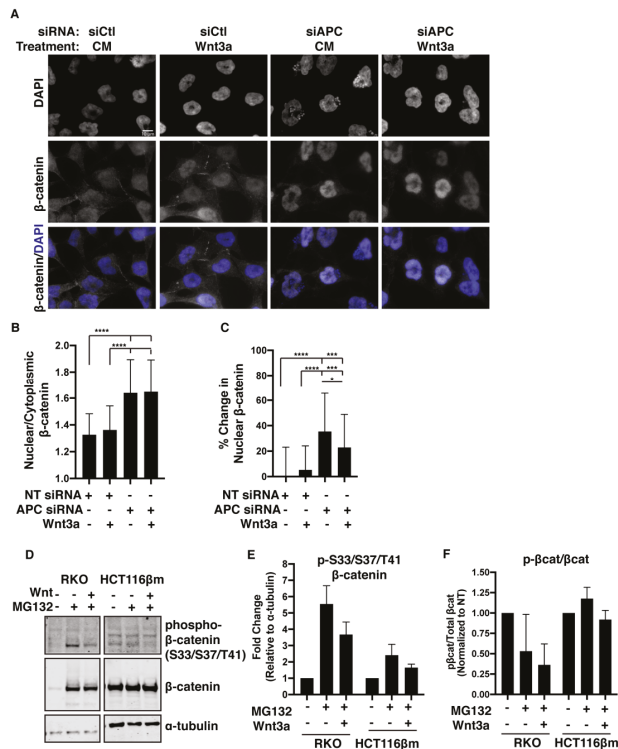 A
siRNA: siCtl siCtl siAPC siAPC
Treatment: CM Wnt3a CM Wnt3a
DAPI
10μm
β-catenin
β-catenin/DAPI
B
Nuclear/Cytoplasmic
β-catenin
2.0
1.8
1.6
1.4
1.2
1.0
**** 
****
NT siRNA + + - -
APC siRNA - - + +
Wnt3a - + - +
C
% Change in
Nuclear β-catenin
100
80
60
40
20
0
**** ***
**** ***
NT siRNA + + - -
APC siRNA - - + +
Wnt3a - + - +
D
RKO HCT116βm
Wnt - - + - - +
MG132 - + + - + +
phospho-
β-catenin
(S33/S37/T41)
β-catenin
α-tubulin
E
p-S33/S37/T41
β-catenin
Fold Change
(Relative to α-tubulin)
8
7
6
5
4
3
2
1
0
MG132 - + + - + +
Wnt3a - - + - - +
RKO HCT116βm
F
p-βcat/βcat
pβcat/Total βcat
(Normalized to NT)
1.50
1.25
1.00
0.75
0.50
0.25
0.00
MG132 - + + - + +
Wnt3a - - + - - +
RKO HCT116βm